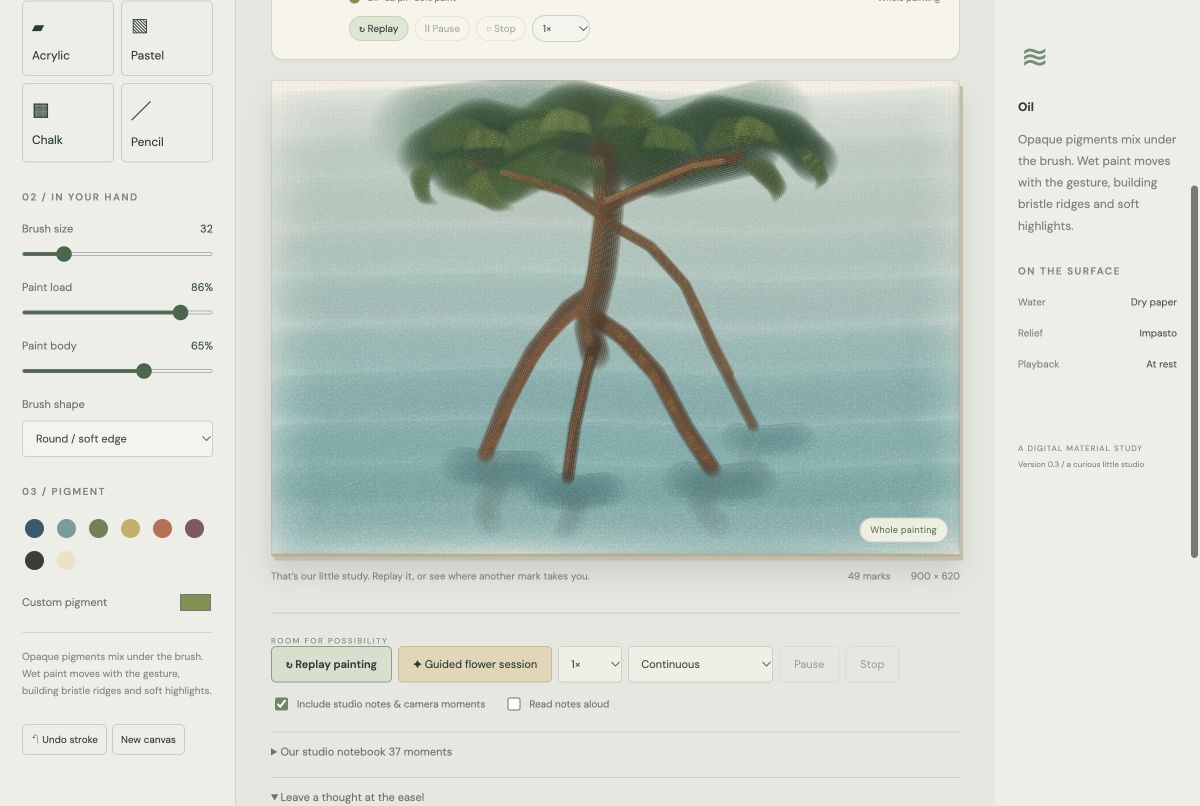 Acrylic
Pastel
Chalk
Pencil
02 / IN YOUR HAND
Brush size 32
Paint load 86%
Paint body 65%
Brush shape
Round / soft edge
03 / PIGMENT
Custom pigment
Opaque pigments mix under the brush.
Wet paint moves with the gesture,
building bristle ridges and soft highlights.
Undo stroke
New canvas
Replay
Pause
Stop
1×
Whole painting
That's our little study. Replay it, or see where another mark takes you.
49 marks 900 × 620
ROOM FOR POSSIBILITY
Replay painting
Guided flower session
1×
Continuous
Pause
Stop
Include studio notes & camera moments
Read notes aloud
Our studio notebook 37 moments
Leave a thought at the easel
Oil
Opaque pigments mix under
the brush. Wet paint moves
with the gesture, building
bristle ridges and soft
highlights.
ON THE SURFACE
Water Dry paper
Relief Impasto
Playback At rest
A DIGITAL MATERIAL STUDY
Version 0.3 / a curious little studio